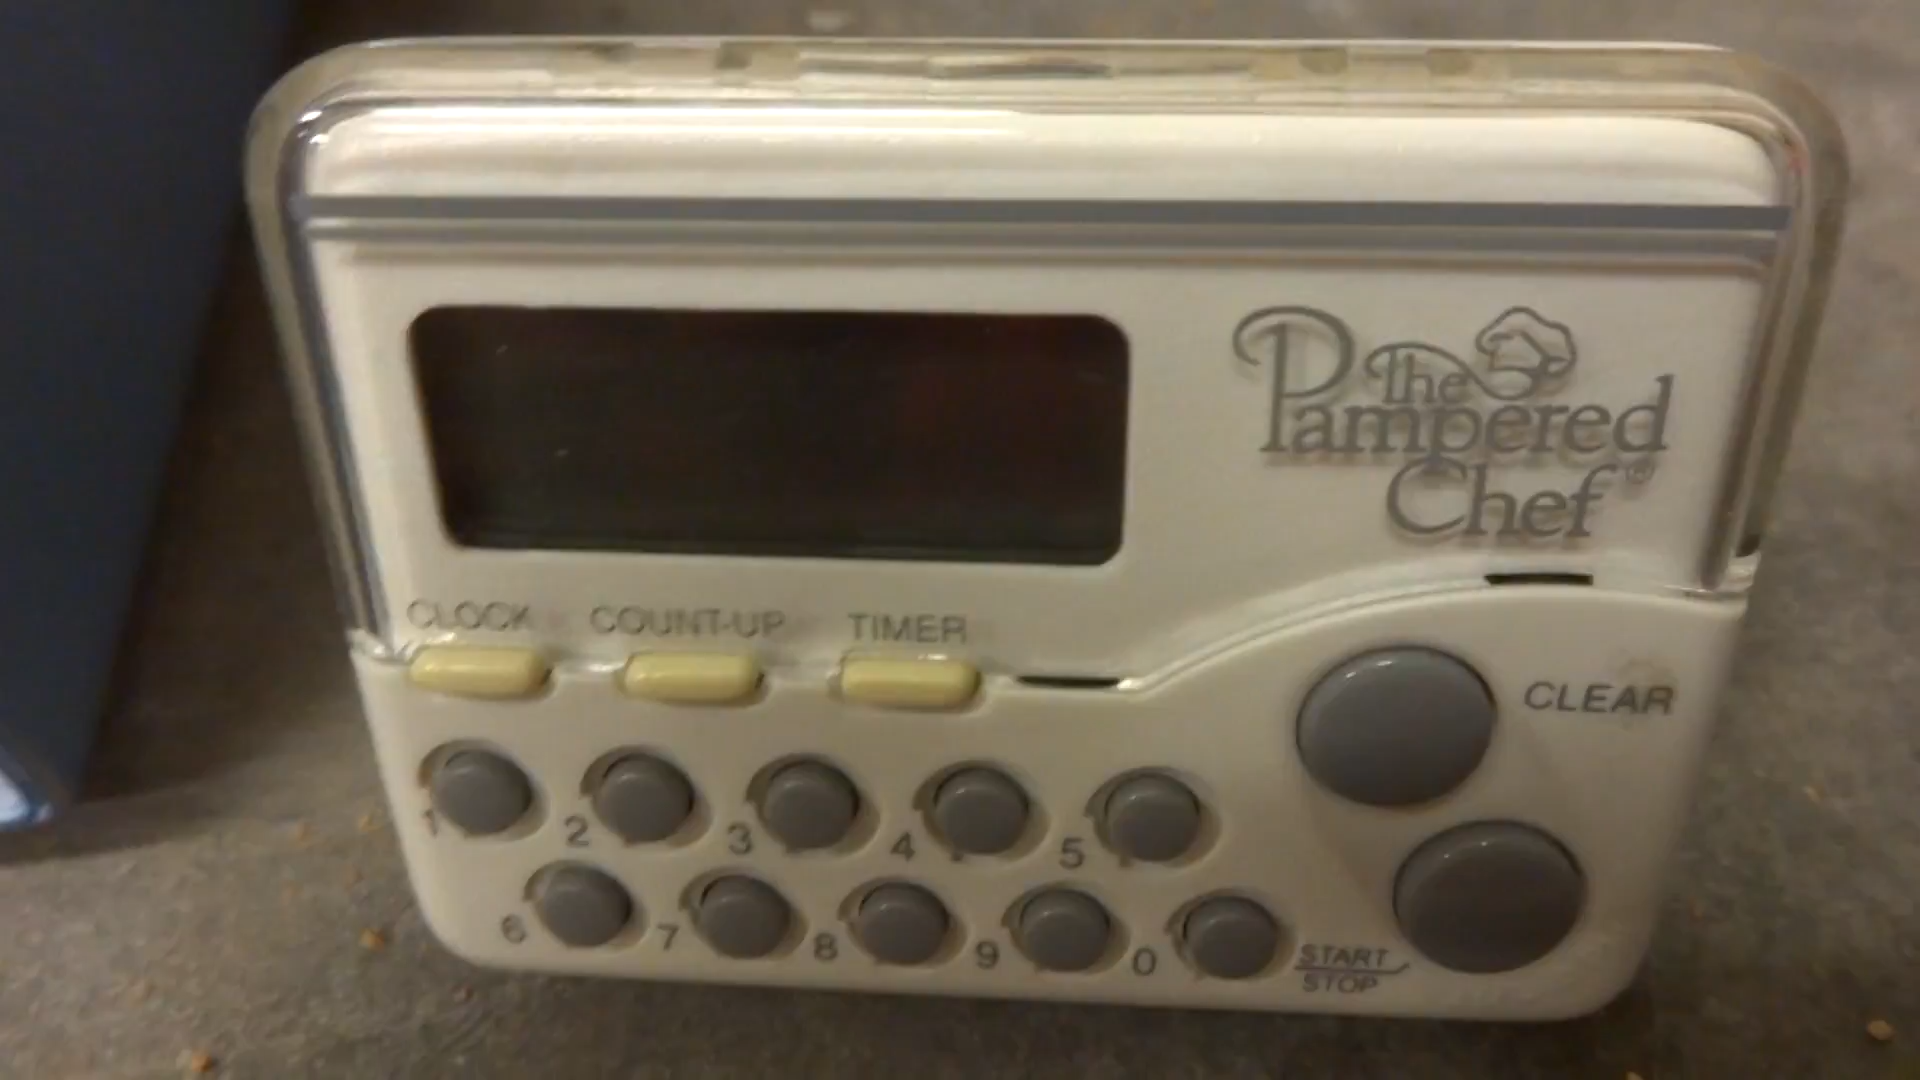 The
Pampered
Chef®
CLOCK COUNT-UP TIMER
CLEAR
1 2 3 4 5
6 7 8 9 0
START
STOP